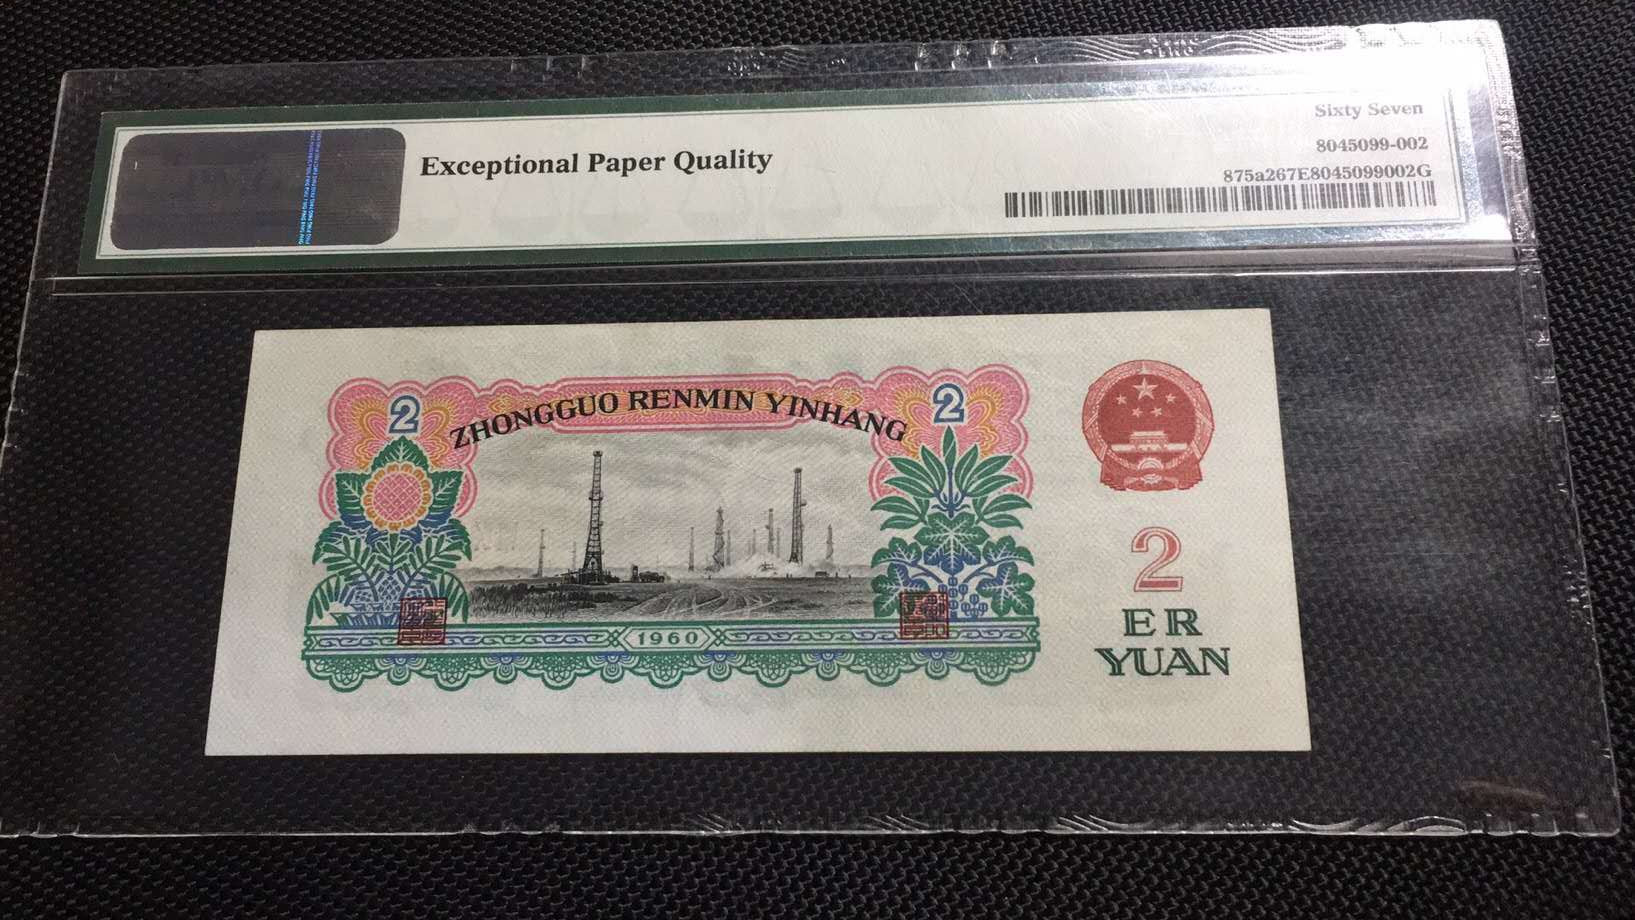 Sixty Seven
8045099-002
Exceptional Paper Quality
875a267E8045099002G
2
2
ZHONGGUO RENMIN YINHANG
2
ER
YUAN
1960